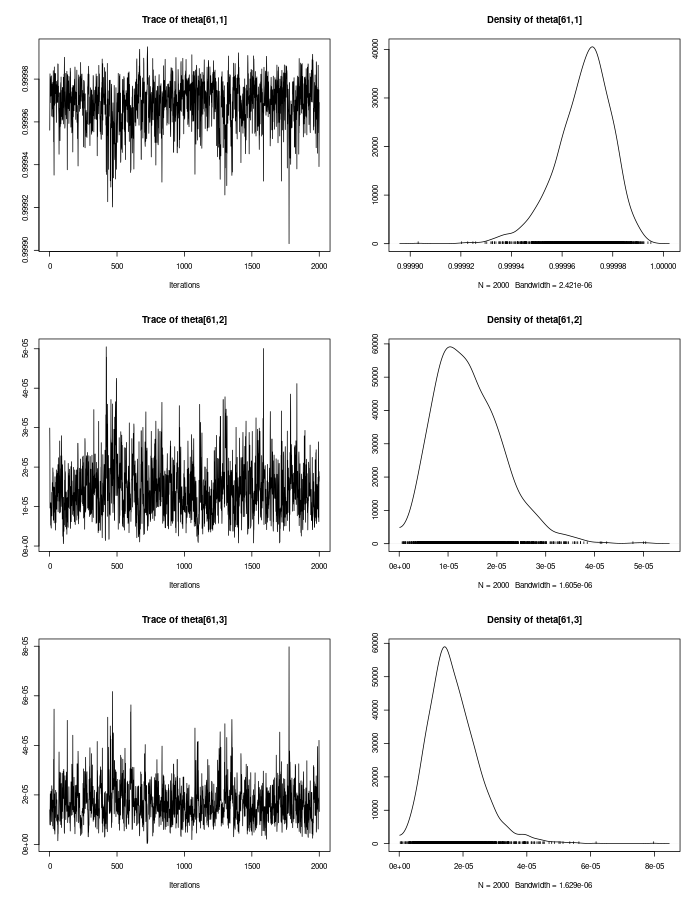 Trace of theta[61,1]
0.99990 0.99992 0.99994 0.99996 0.99998
0 500 1000 1500 2000
Iterations
Density of theta[61,1]
0 10000 20000 30000 40000
0.99990 0.99992 0.99994 0.99996 0.99998 1.00000
N = 2000 Bandwidth = 2.421e-06
Trace of theta[61,2]
0e+00 1e-05 2e-05 3e-05 4e-05 5e-05
0 500 1000 1500 2000
Iterations
Density of theta[61,2]
0 10000 20000 30000 40000 50000 60000
0e+00 1e-05 2e-05 3e-05 4e-05 5e-05
N = 2000 Bandwidth = 1.605e-06
Trace of theta[61,3]
0e+00 2e-05 4e-05 6e-05 8e-05
0 500 1000 1500 2000
Iterations
Density of theta[61,3]
0 10000 20000 30000 40000 50000 60000
0e+00 2e-05 4e-05 6e-05 8e-05
N = 2000 Bandwidth = 1.629e-06